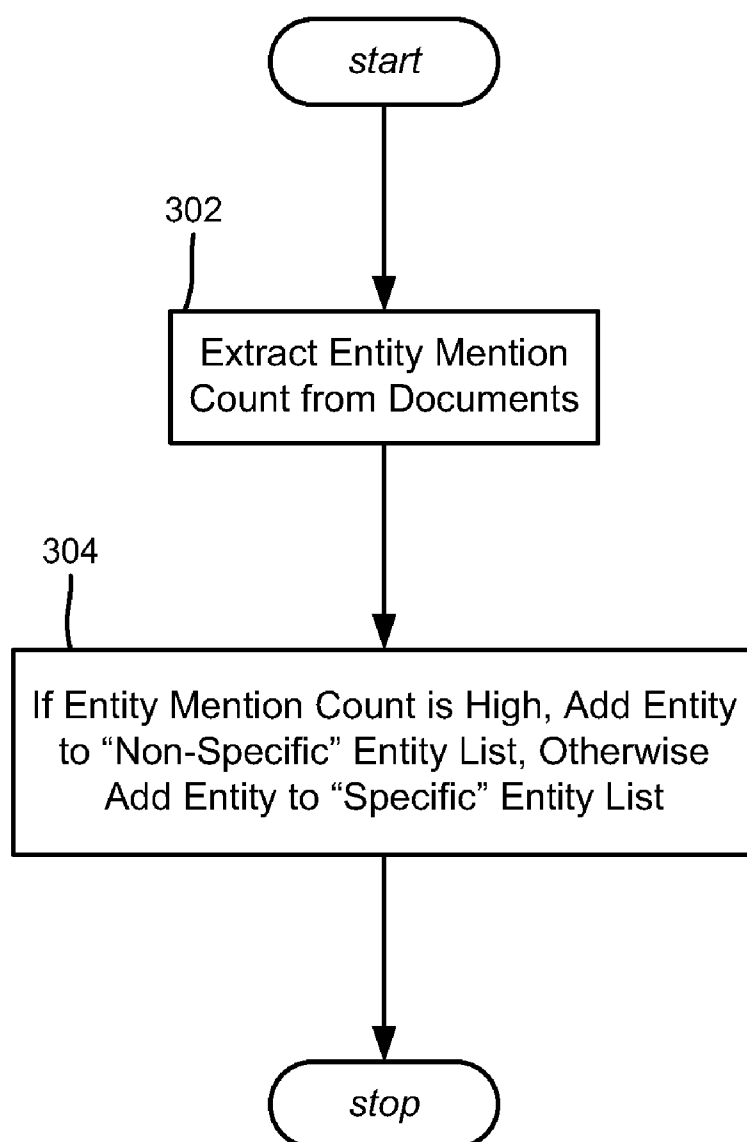 start
302
Extract Entity Mention
Count from Documents
304
If Entity Mention Count is High, Add Entity
to “Non-Specific” Entity List, Otherwise
Add Entity to “Specific” Entity List
stop